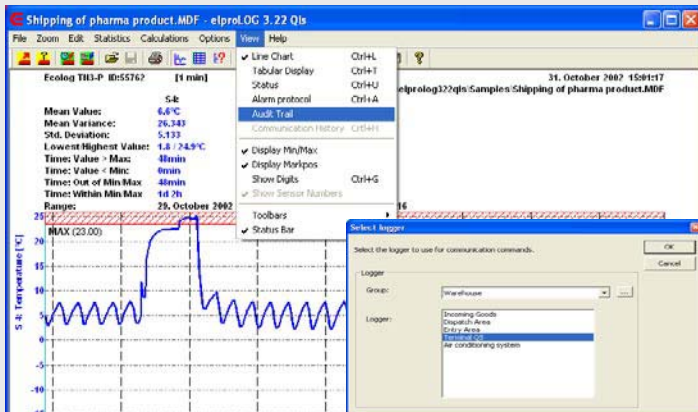 Shipping of pharma product.MDF - elproLOG 3.22 Qls
File Zoom Edit Statistics Calculations Options View Help
Ecolog TH3-P ID:55762 [1 min]
31. October 2002 15:01:17
elprolog322qls\Samples\Shipping of pharma product.MDF
S4:
Mean Value: 6.6°C
Mean Variance: 26.343
Std. Deviation: 5.133
Lowest/Highest Value: 1.8 / 24.9°C
Time: Value > Max: 48min
Time: Value < Min: 0min
Time: Out of Min/Max 48min
Time: Within Min/Max 1d 2h
Range: 29. October 2002
16
Line Chart Ctrl+L
Tabular Display Ctrl+T
Status Ctrl+U
Alarm protocol Ctrl+A
Audit Trail
Communication History Crtl+H
Display Min/Max
Display Markpos
Show Digits Ctrl+G
Show Sensor Numbers
Toolbars
Status Bar
S 4: Temperature [°C]
25
20
15
10
5
0
-5
-10
MAX (23.00)
Select logger
Select the logger to use for communication commands.
OK
Cancel
Logger
Group: Warehouse
...
Logger:
Incoming Goods
Dispatch Area
Entry Area
Terminal Q5
Air conditioning system